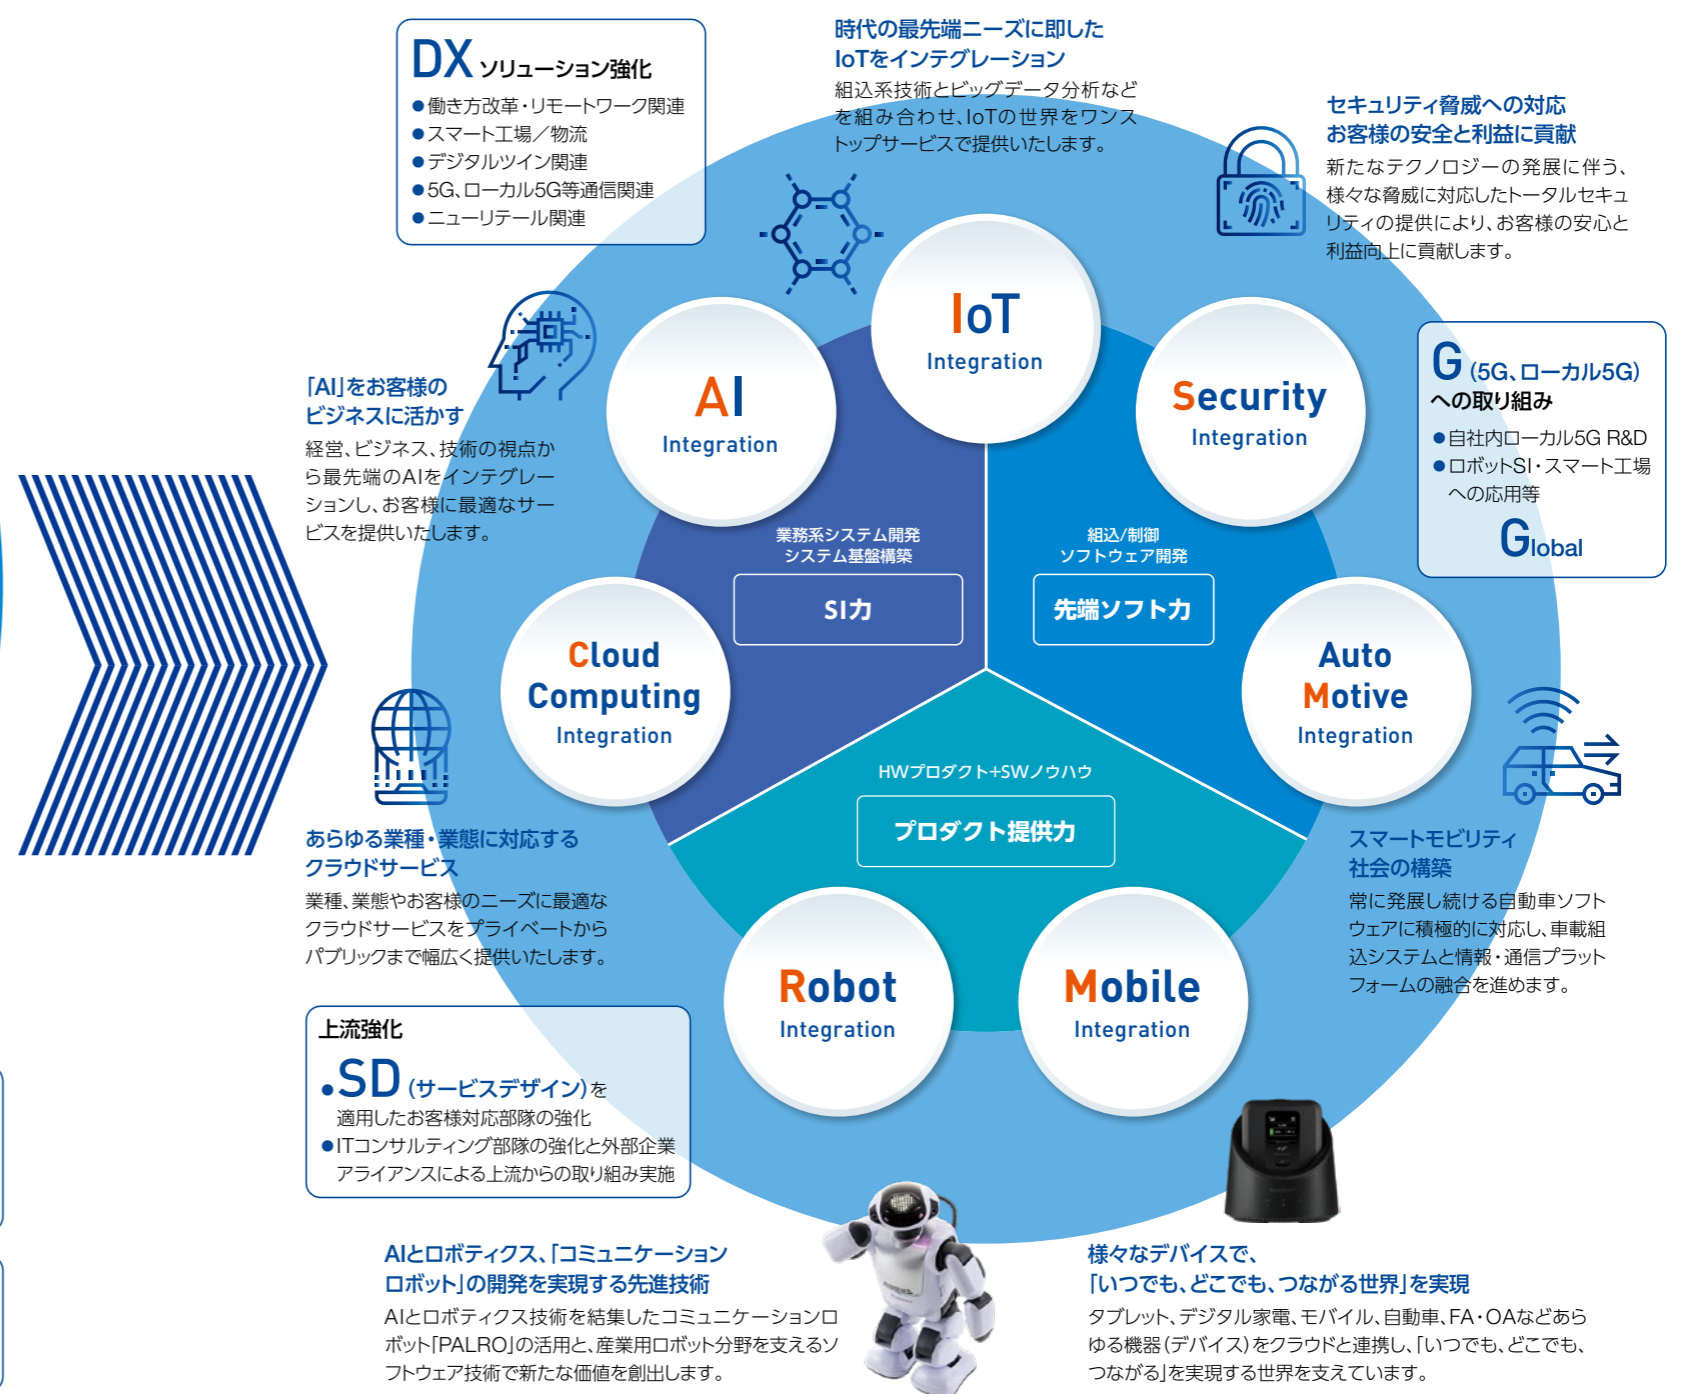 DX ソリューション強化
●働き方改革・リモートワーク関連
●スマート工場／物流
●デジタルツイン関連
●5G、ローカル5G等通信関連
●ニューリテール関連
時代の最先端ニーズに即した
IoTをインテグレーション
組込系技術とビッグデータ分析など
を組み合わせ、IoTの世界をワンス
トップサービスで提供いたします。
セキュリティ脅威への対応
お客様の安全と利益に貢献
新たなテクノロジーの発展に伴う、
様々な脅威に対応したトータルセキュ
リティの提供により、お客様の安心と
利益向上に貢献します。
IoT
Integration
AI
Integration
Security
Integration
「AI」をお客様の
ビジネスに活かす
経営、ビジネス、技術の視点か
ら最先端のAIをインテグレー
ションし、お客様に最適なサー
ビスを提供いたします。
G（5G、ローカル5G）
への取り組み
●自社内ローカル5G R&D
●ロボットSI・スマート工場
への応用等
Global
業務系システム開発
システム基盤構築
SI力
組込/制御
ソフトウェア開発
先端ソフト力
Cloud
Computing
Integration
Auto
Motive
Integration
HWプロダクト+SWノウハウ
プロダクト提供力
あらゆる業種・業態に対応する
クラウドサービス
業種、業態やお客様のニーズに最適な
クラウドサービスをプライベートから
パブリックまで幅広く提供いたします。
スマートモビリティ
社会の構築
常に発展し続ける自動車ソフト
ウェアに積極的に対応し、車載組
込システムと情報・通信プラット
フォームの融合を進めます。
Robot
Integration
Mobile
Integration
上流強化
●SD（サービスデザイン）を
適用したお客様対応部隊の強化
●ITコンサルティング部隊の強化と外部企業
アライアンスによる上流からの取り組み実施
AIとロボティクス、「コミュニケーション
ロボット」の開発を実現する先進技術
AIとロボティクス技術を結集したコミュニケーションロ
ボット「PALRO」の活用と、産業用ロボット分野を支えるソ
フトウェア技術で新たな価値を創出します。
様々なデバイスで、
「いつでも、どこでも、つながる世界」を実現
タブレット、デジタル家電、モバイル、自動車、FA・OAなどあら
ゆる機器（デバイス）をクラウドと連携し、「いつでも、どこでも、
つながる」を実現する世界を支えています。